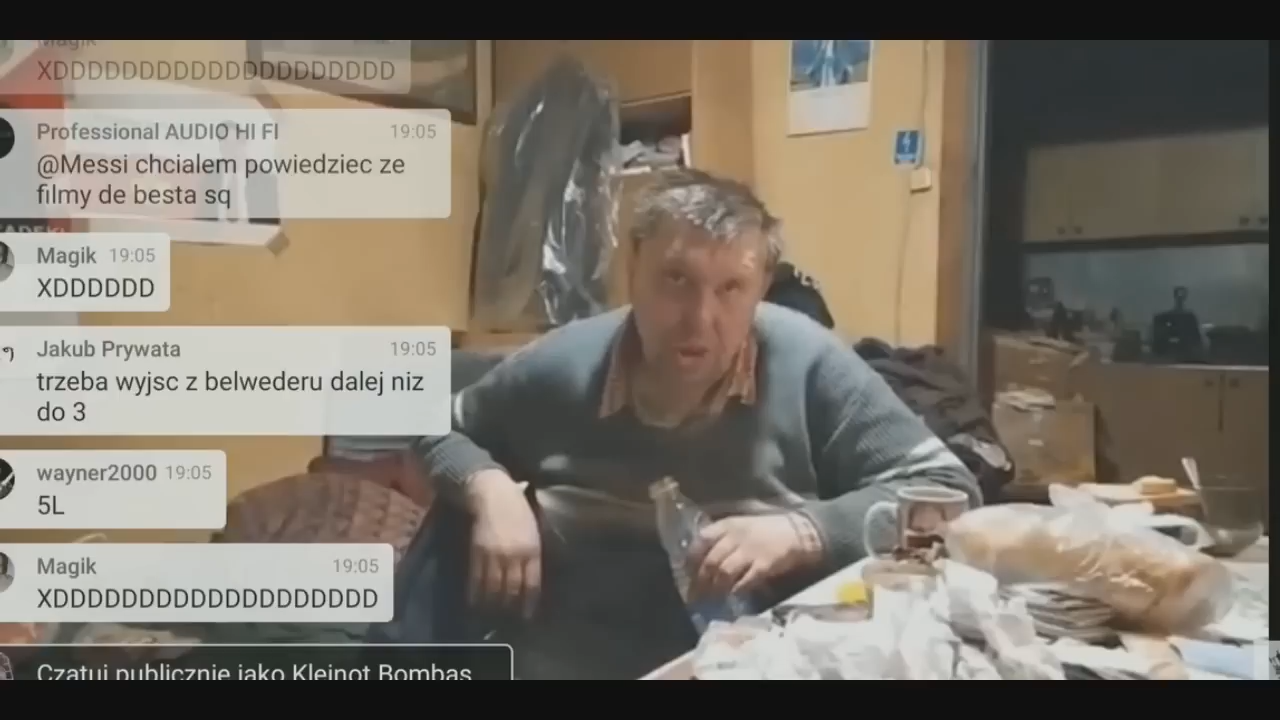 Magik
XDDDDDDDDDDDDDDDDDDDDD
Professional AUDIO HI FI 19:05
@Messi chcialem powiedziec ze
filmy de besta sq
Magik 19:05
XDDDDDD
Jakub Prywata 19:05
trzeba wyjsc z belwederu dalej niz
do 3
wayner2000 19:05
5L
Magik 19:05
XDDDDDDDDDDDDDDDDDDDD
Czatuj publicznie jako Klejnot Bombas